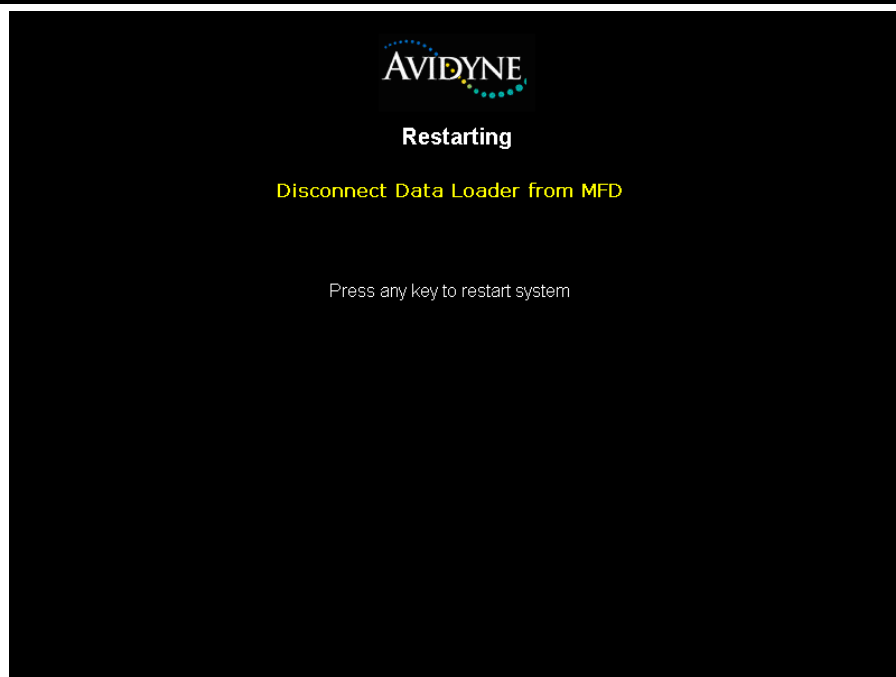 AVIDYNE
Restarting
Disconnect Data Loader from MFD
Press any key to restart system